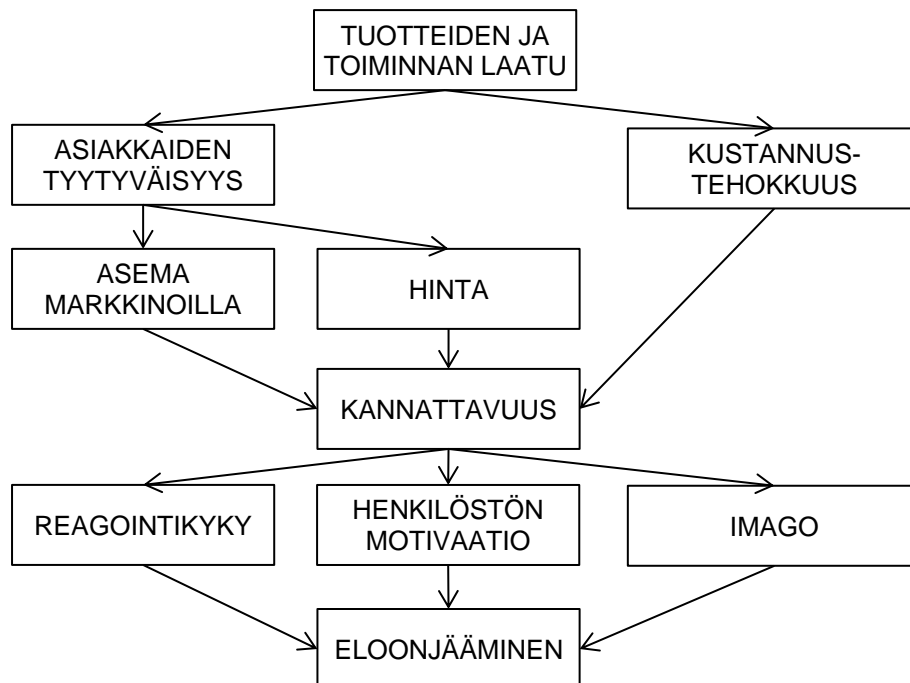 TUOTTEIDEN JA
TOIMINNAN LAATU
ASIAKKAIDEN
TYYTYVÄISYYS
KUSTANNUS-
TEHOKKUUS
ASEMA
MARKKINOILLA
HINTA
KANNATTAVUUS
REAGOINTIKYKY
HENKILÖSTÖN
MOTIVAATIO
IMAGO
ELOONJÄÄMINEN